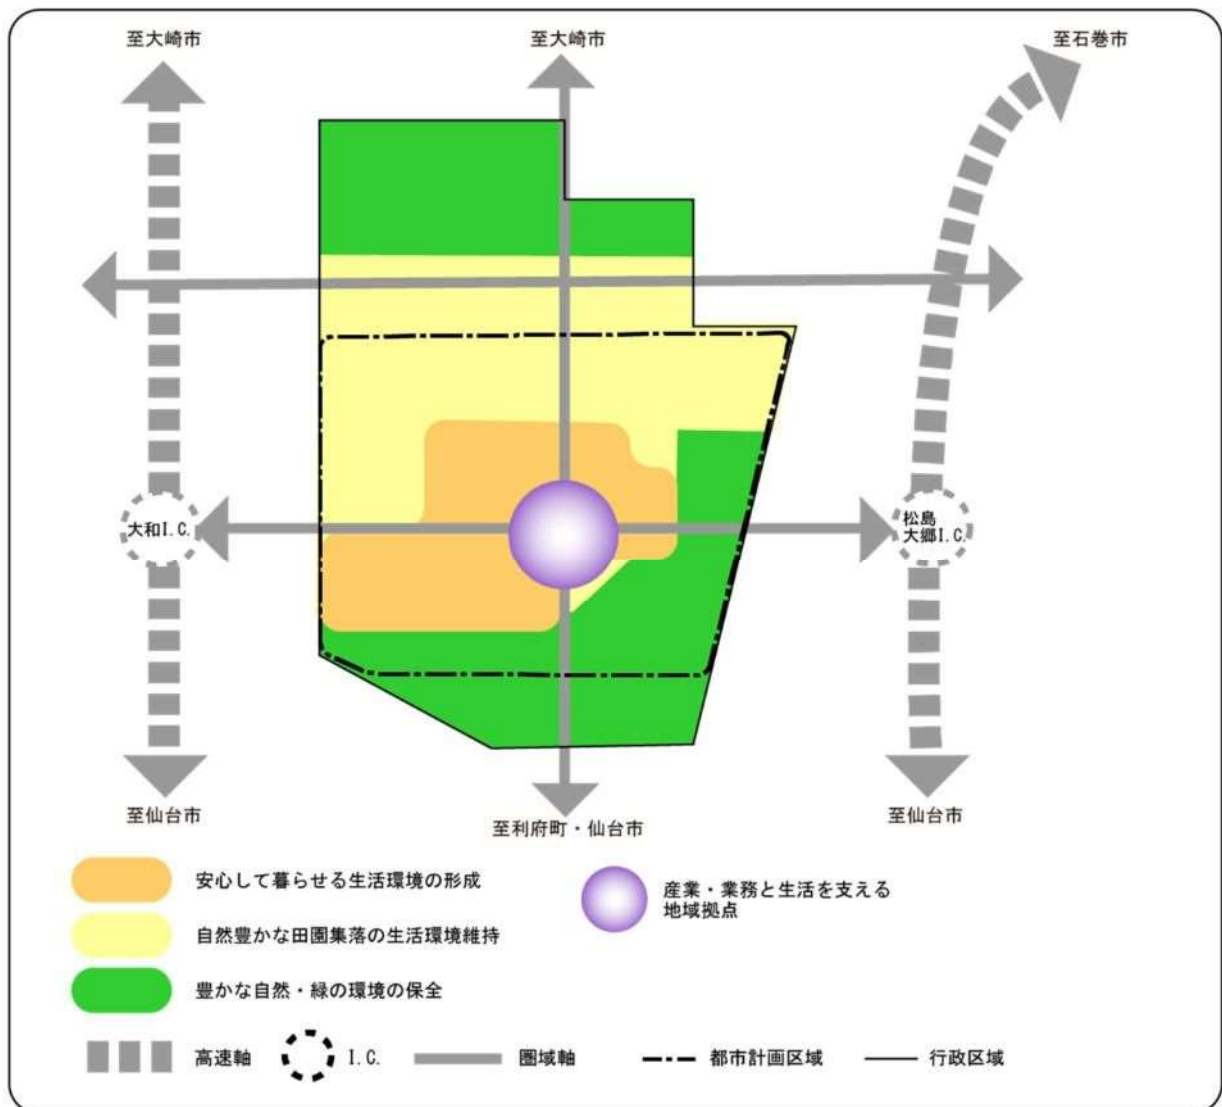 至大崎市
至大崎市
至石巻市
大和I.C.
松島
大郷I.C.
至仙台市
至利府町・仙台市
至仙台市
安心して暮らせる生活環境の形成
産業・業務と生活を支える
地域拠点
自然豊かな田園集落の生活環境維持
豊かな自然・緑の環境の保全
高速軸
I.C.
圏域軸
都市計画区域
行政区域